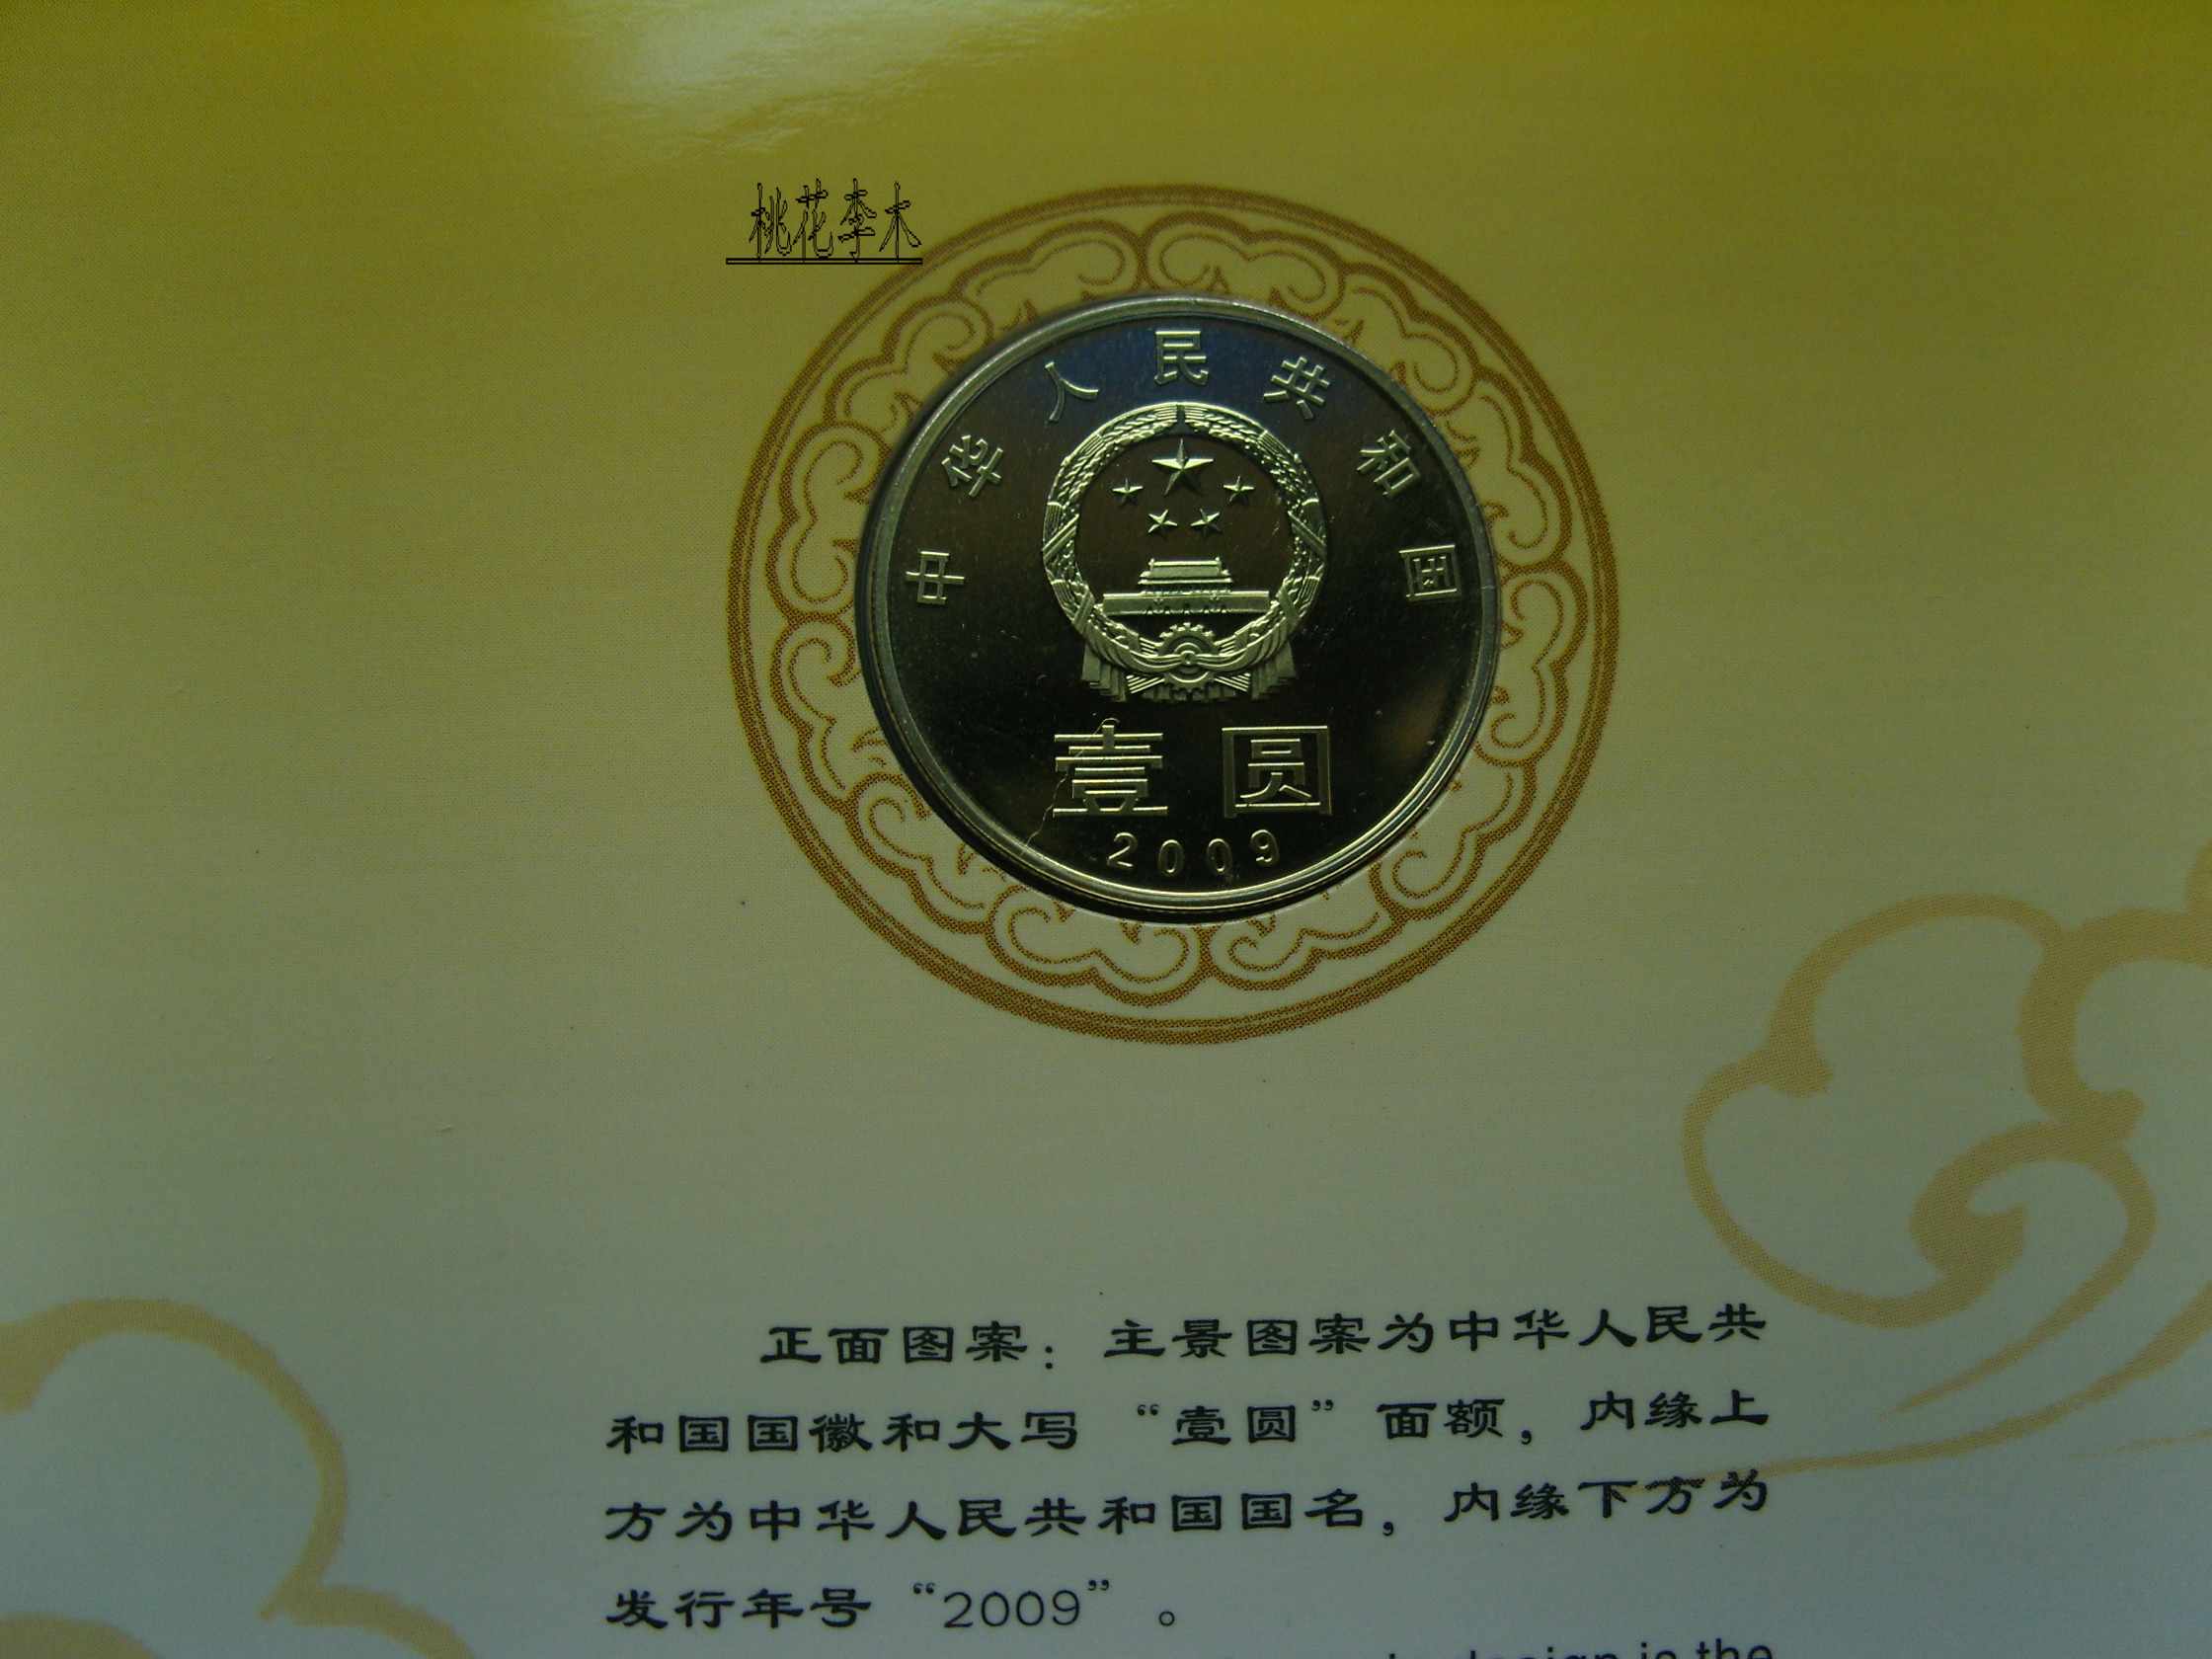 桃花李木
中华人民共和国
壹圆
2009
正面图案：主景图案为中华人民共
和国国徽和大写“壹圆”面额，内缘上
方为中华人民共和国国名，内缘下方为
发行年号“2009”。
design is the